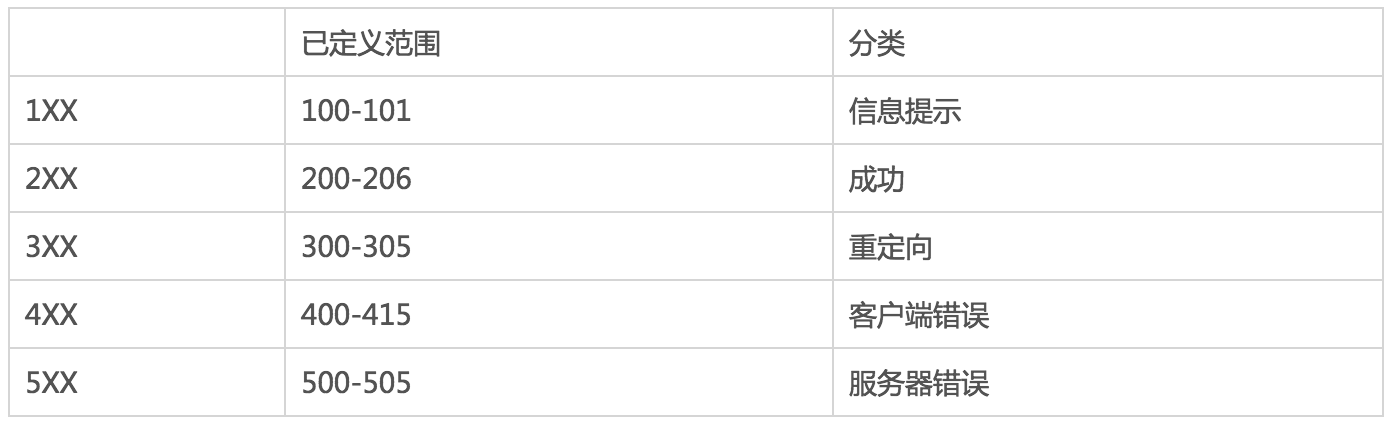 已定义范围 分类
1XX 100-101 信息提示
2XX 200-206 成功
3XX 300-305 重定向
4XX 400-415 客户端错误
5XX 500-505 服务器错误